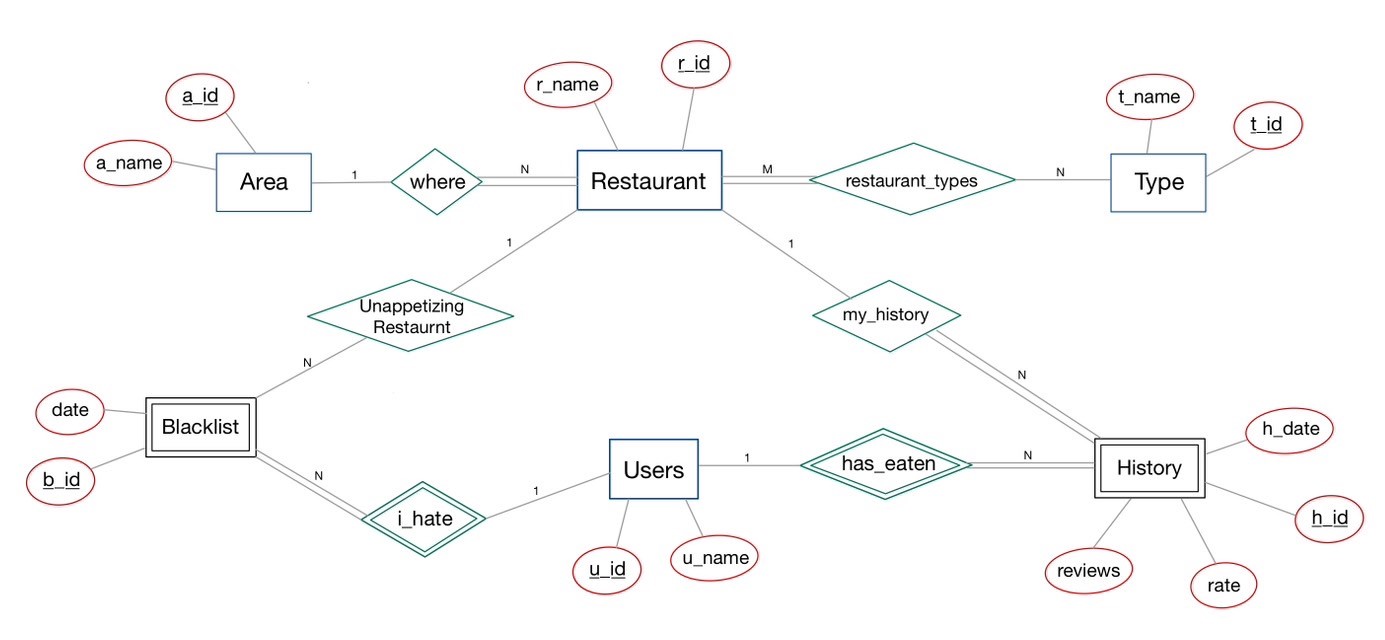 r_id
r_name
a_id
t_name
t_id
a_name
Area
1
where
N
Restaurant
M
restaurant_types
N
Type
1
1
Unappetizing
Restaurnt
my_history
N
N
date
Blacklist
b_id
h_date
N
i_hate
1
Users
1
has_eaten
N
History
h_id
u_id
u_name
reviews
rate